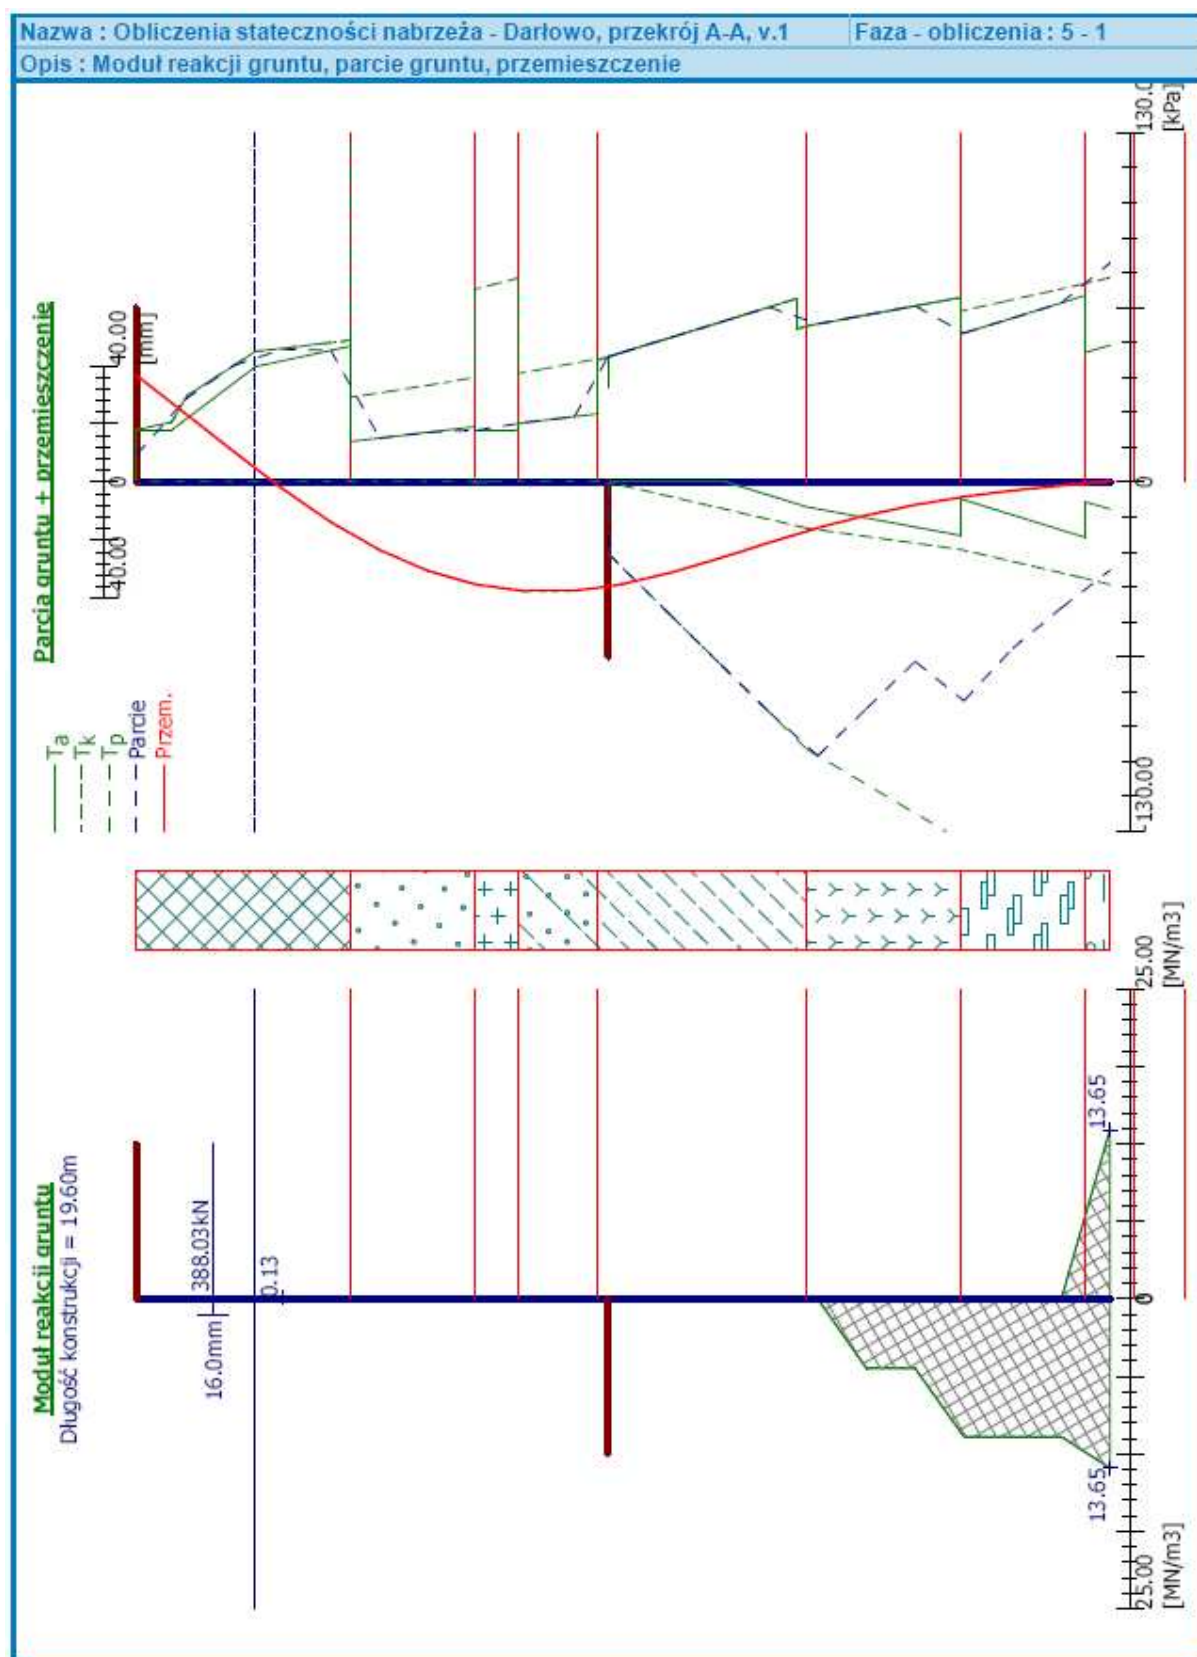 Nazwa : Obliczenia stateczności nabrzeża - Darłowo, przekrój A-A, v.1
Faza - obliczenia : 5 - 1
Opis : Moduł reakcji gruntu, parcie gruntu, przemieszczenie
Moduł reakcji gruntu
Długość konstrukcji = 19.60m
25.00
[MN/m3]
0
25.00
[MN/m3]
388.03kN
16.0mm
0.13
13.65
13.65
Parcia gruntu + przemieszczenie
Ta
Tk
Tp
Parcie
Przem.
40.00
[mm]
0
-40.00
130.0
[kPa]
0
-130.00